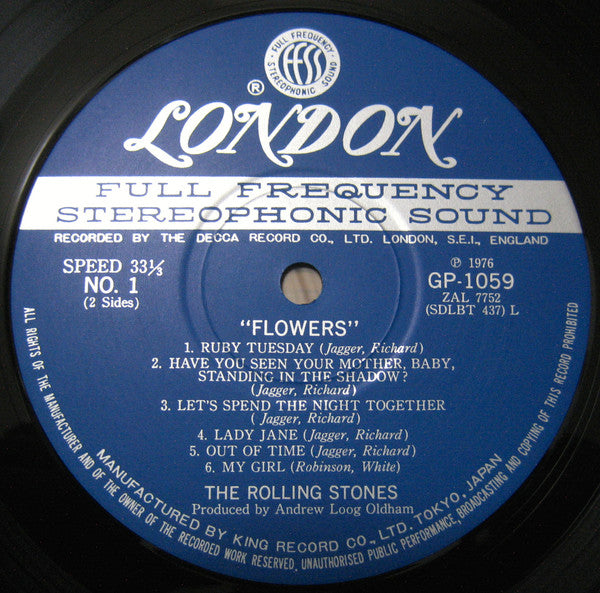 FULL FREQUENCY
FFSS
STEREOPHONIC SOUND
®
LONDON
FULL FREQUENCY
STEREOPHONIC SOUND
RECORDED BY THE DECCA RECORD CO., LTD. LONDON, S.E.I., ENGLAND
SPEED 33⅓
NO. 1
(2 Sides)
℗ 1976
GP-1059
ZAL 7752
(SDLBT 437) L
"FLOWERS"
1. RUBY TUESDAY (Jagger, Richard)
2. HAVE YOU SEEN YOUR MOTHER, BABY,
STANDING IN THE SHADOW?
(Jagger, Richard)
3. LET'S SPEND THE NIGHT TOGETHER
( Jagger, Richard)
4. LADY JANE (Jagger, Richard)
5. OUT OF TIME (Jagger, Richard)
6. MY GIRL (Robinson, White)
THE ROLLING STONES
Produced by Andrew Loog Oldham
MANUFACTURED BY KING RECORD CO., LTD. TOKYO, JAPAN
ALL RIGHTS OF THE MANUFACTURER AND OF THE OWNER OF THE RECORDED WORK RESERVED, UNAUTHORISED PUBLIC PERFORMANCE, BROADCASTING AND COPYING OF THIS RECORD PROHIBITED